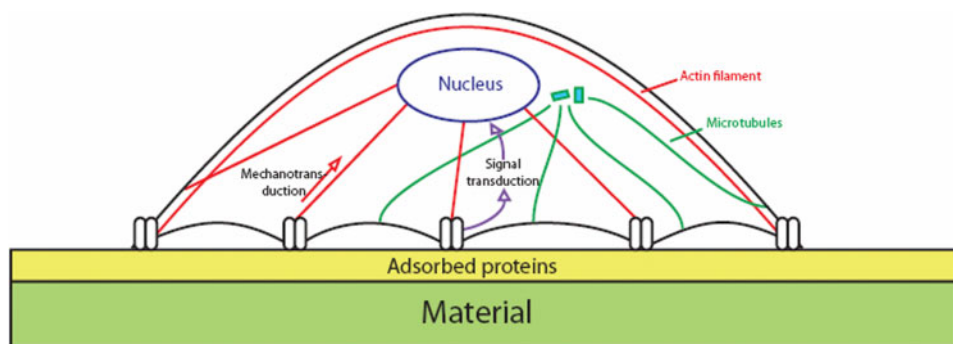 Nucleus
Actin filament
Microtubules
Mechanotrans-
duction
Signal
transduction
Adsorbed proteins
Material